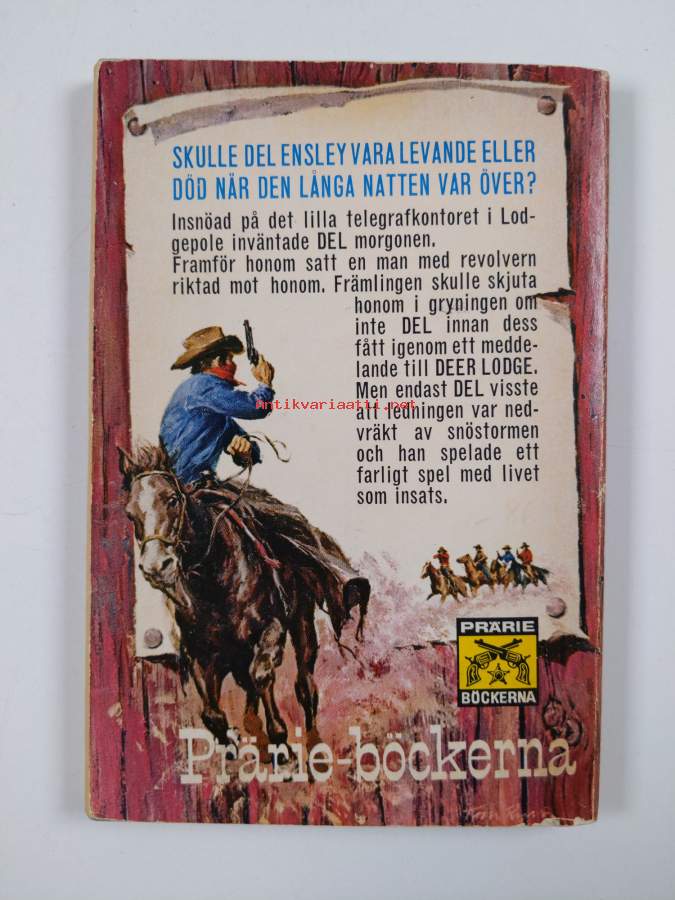 SKULLE DEL ENSLEY VARA LEVANDE ELLER
DÖD NÄR DEN LÅNGA NATTEN VAR ÖVER?
Insnöad på det lilla telegrafkontoret i Lod-
gepole inväntade DEL morgonen.
Framför honom satt en man med revolvern
riktad mot honom. Främlingen skulle skjuta
honom i gryningen om
inte DEL innan dess
fått igenom ett medde-
lande till DEER LODGE.
Men endast DEL visste
att ledningen var ned-
vräkt av snöstormen
och han spelade ett
farligt spel med livet
som insats.
Antikvariaatti.net
PRÄRIE
BÖCKERNA
Prärie-böckerna